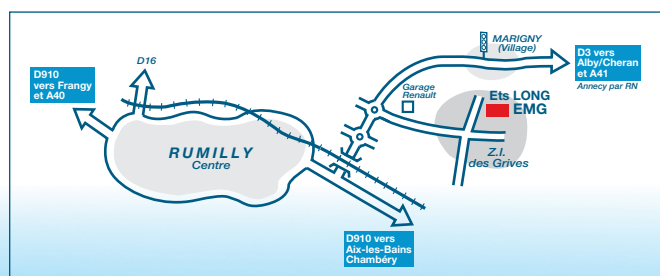 D910
vers Frangy
et A40
D16
RUMILLY
Centre
MARIGNY
(Village)
D3 vers
Alby/Cheran
et A41
Annecy par RN
Garage
Renault
Ets LONG
EMG
Z.I.
des Grives
D910 vers
Aix-les-Bains
Chambéry